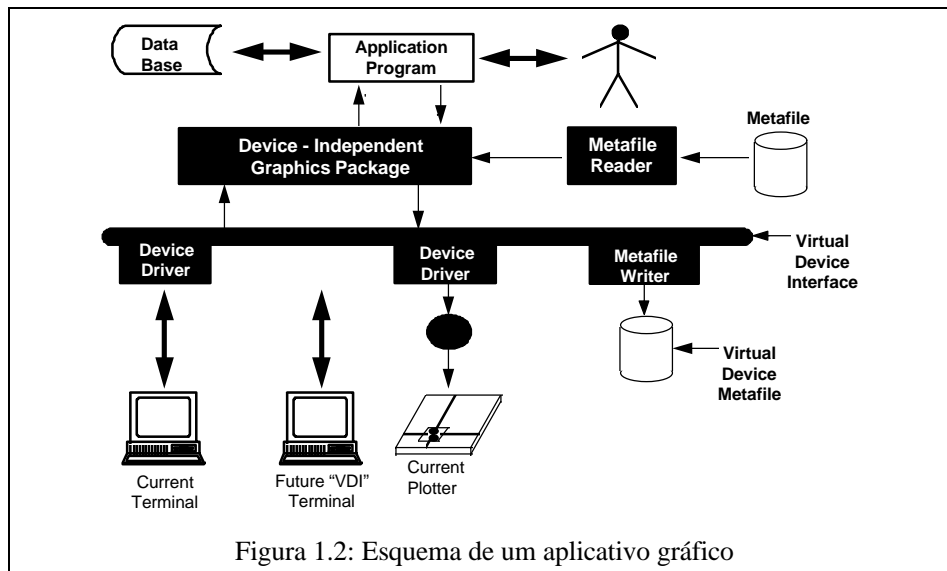 Data
Base
Application
Program
Device - Independent
Graphics Package
Metafile
Reader
Metafile
Device
Driver
Device
Driver
Metafile
Writer
Virtual
Device
Interface
Virtual
Device
Metafile
Current
Terminal
Future “VDI”
Terminal
Current
Plotter
Figura 1.2: Esquema de um aplicativo gráfico